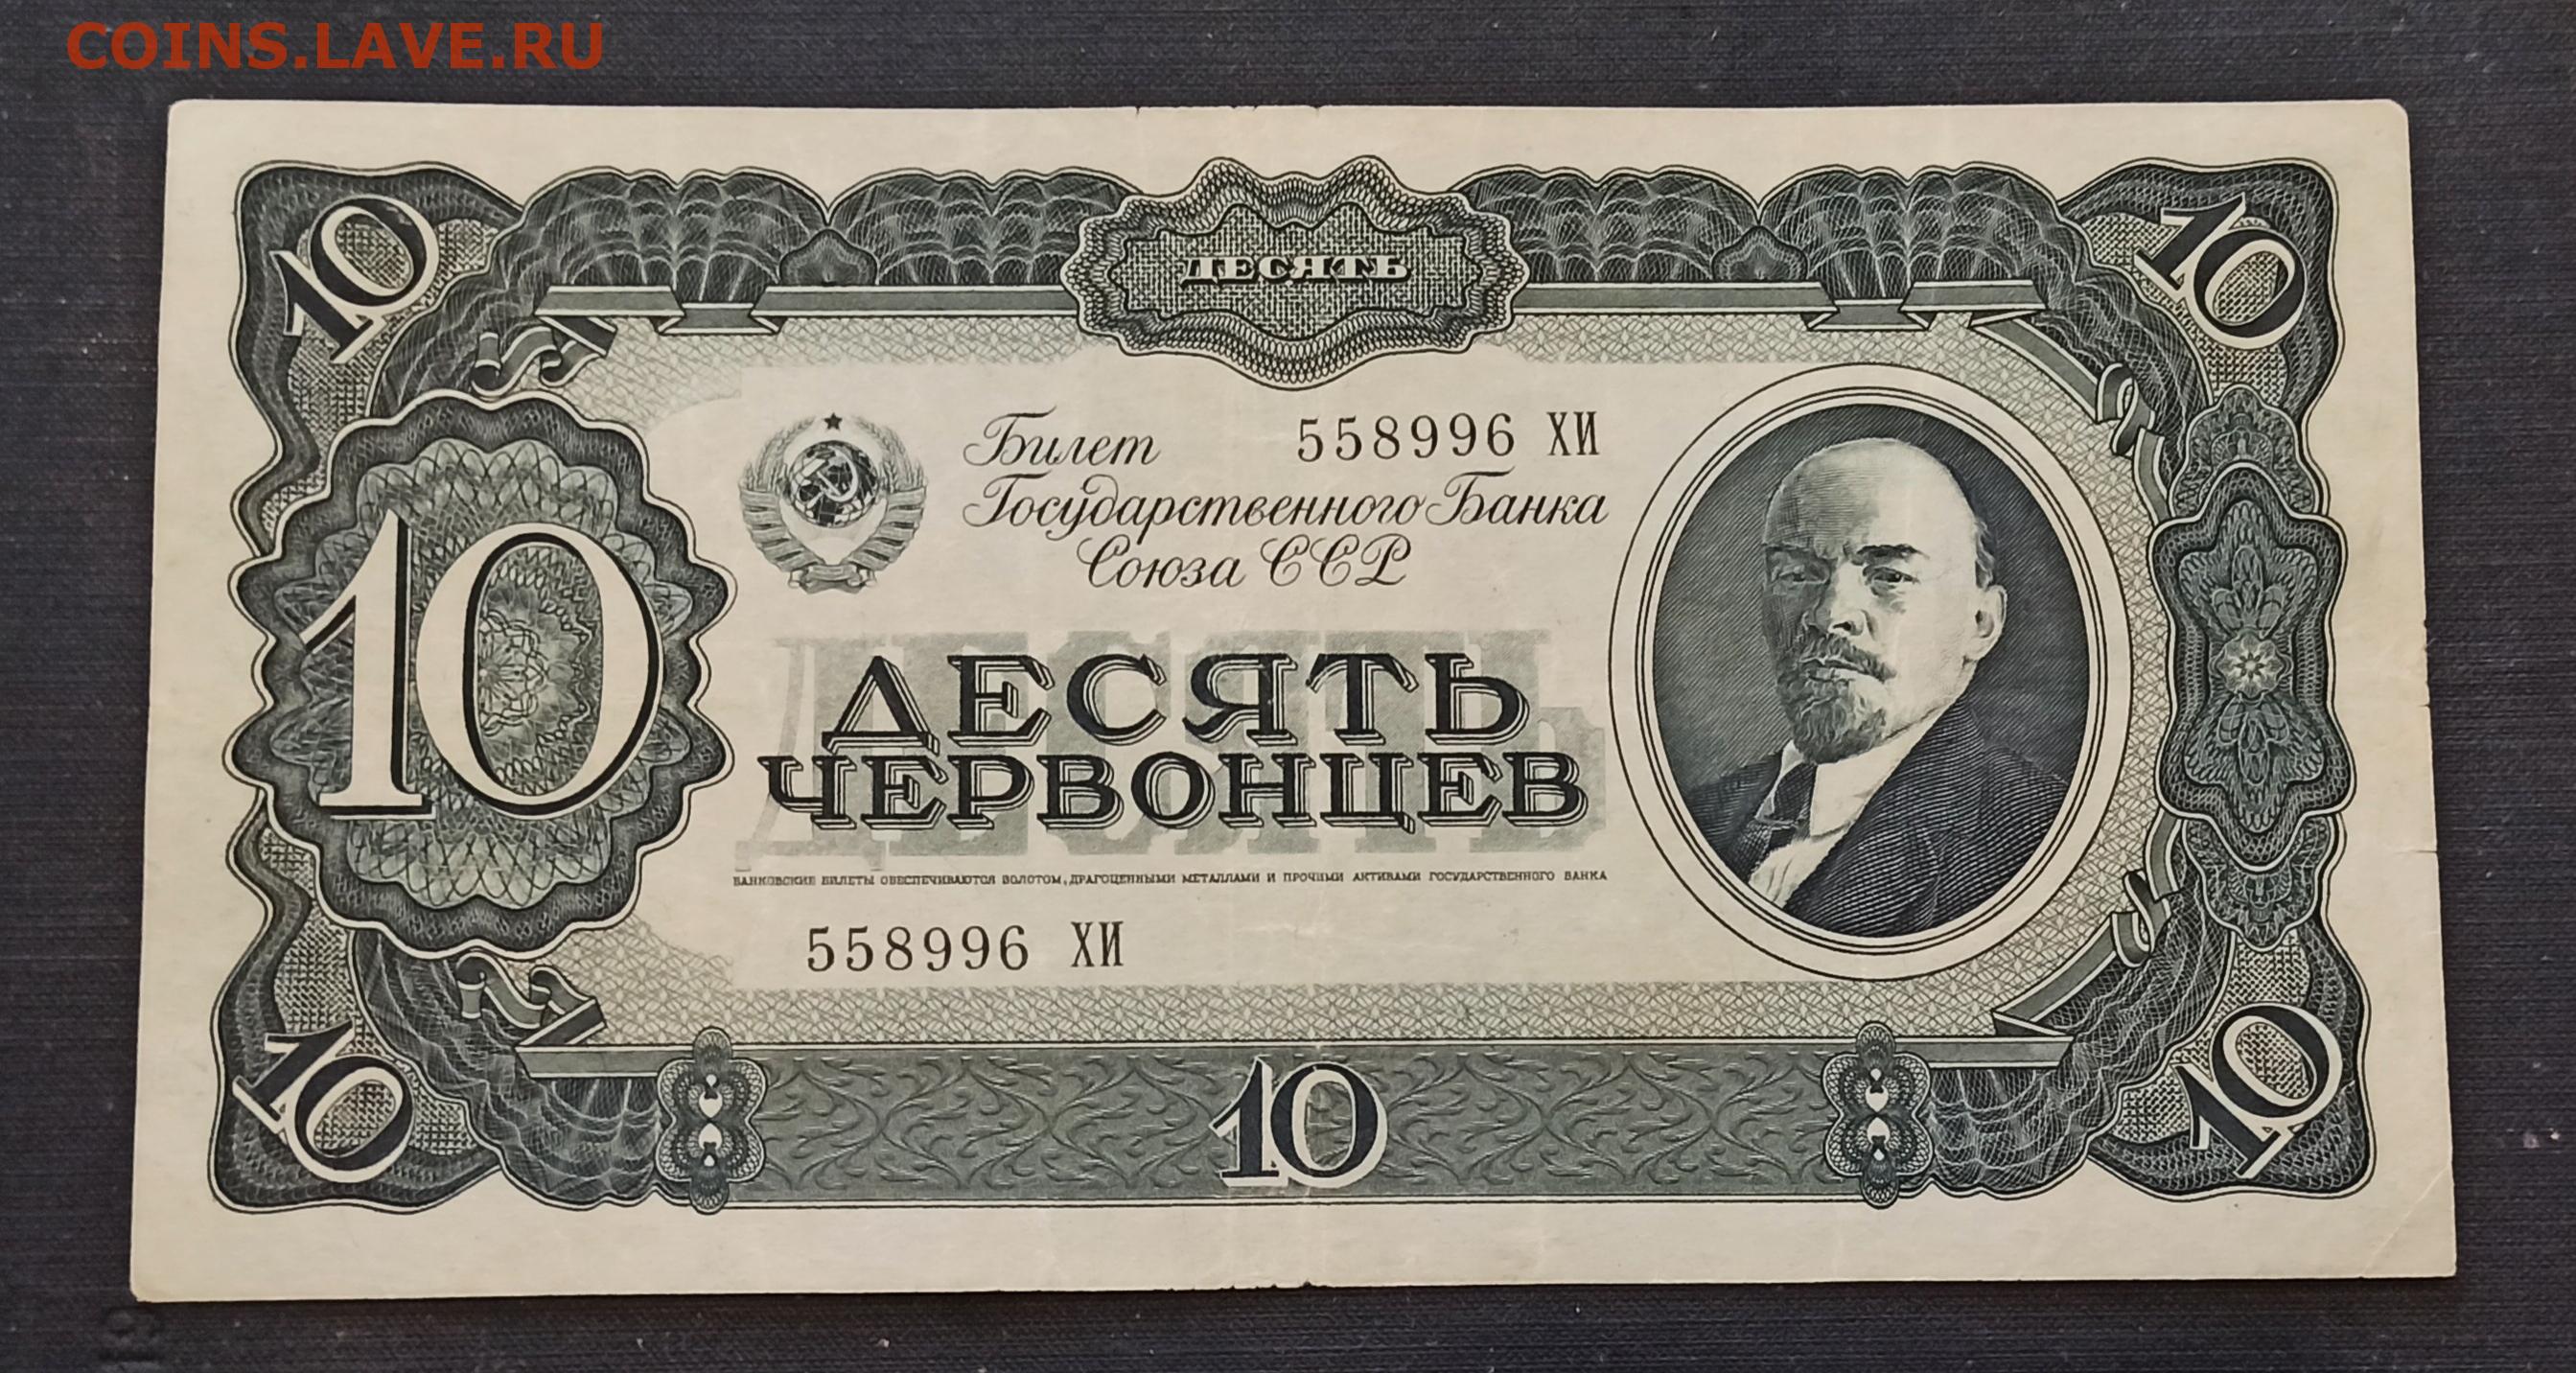 COINS.LAVE.RU
10
10
ДЕСЯТЬ
Билет 558996 ХИ
Государственного Банка
Союза ССР
10
ДЕСЯТЬ
ДЕСЯТЬ
ЧЕРВОНЦЕВ
БАНКОВСКИЕ БИЛЕТЫ ОБЕСПЕЧИВАЮТСЯ ЗОЛОТОМ, ДРАГОЦЕННЫМИ МЕТАЛЛАМИ И ПРОЧИМИ АКТИВАМИ ГОСУДАРСТВЕННОГО БАНКА
558996 ХИ
10
10
10